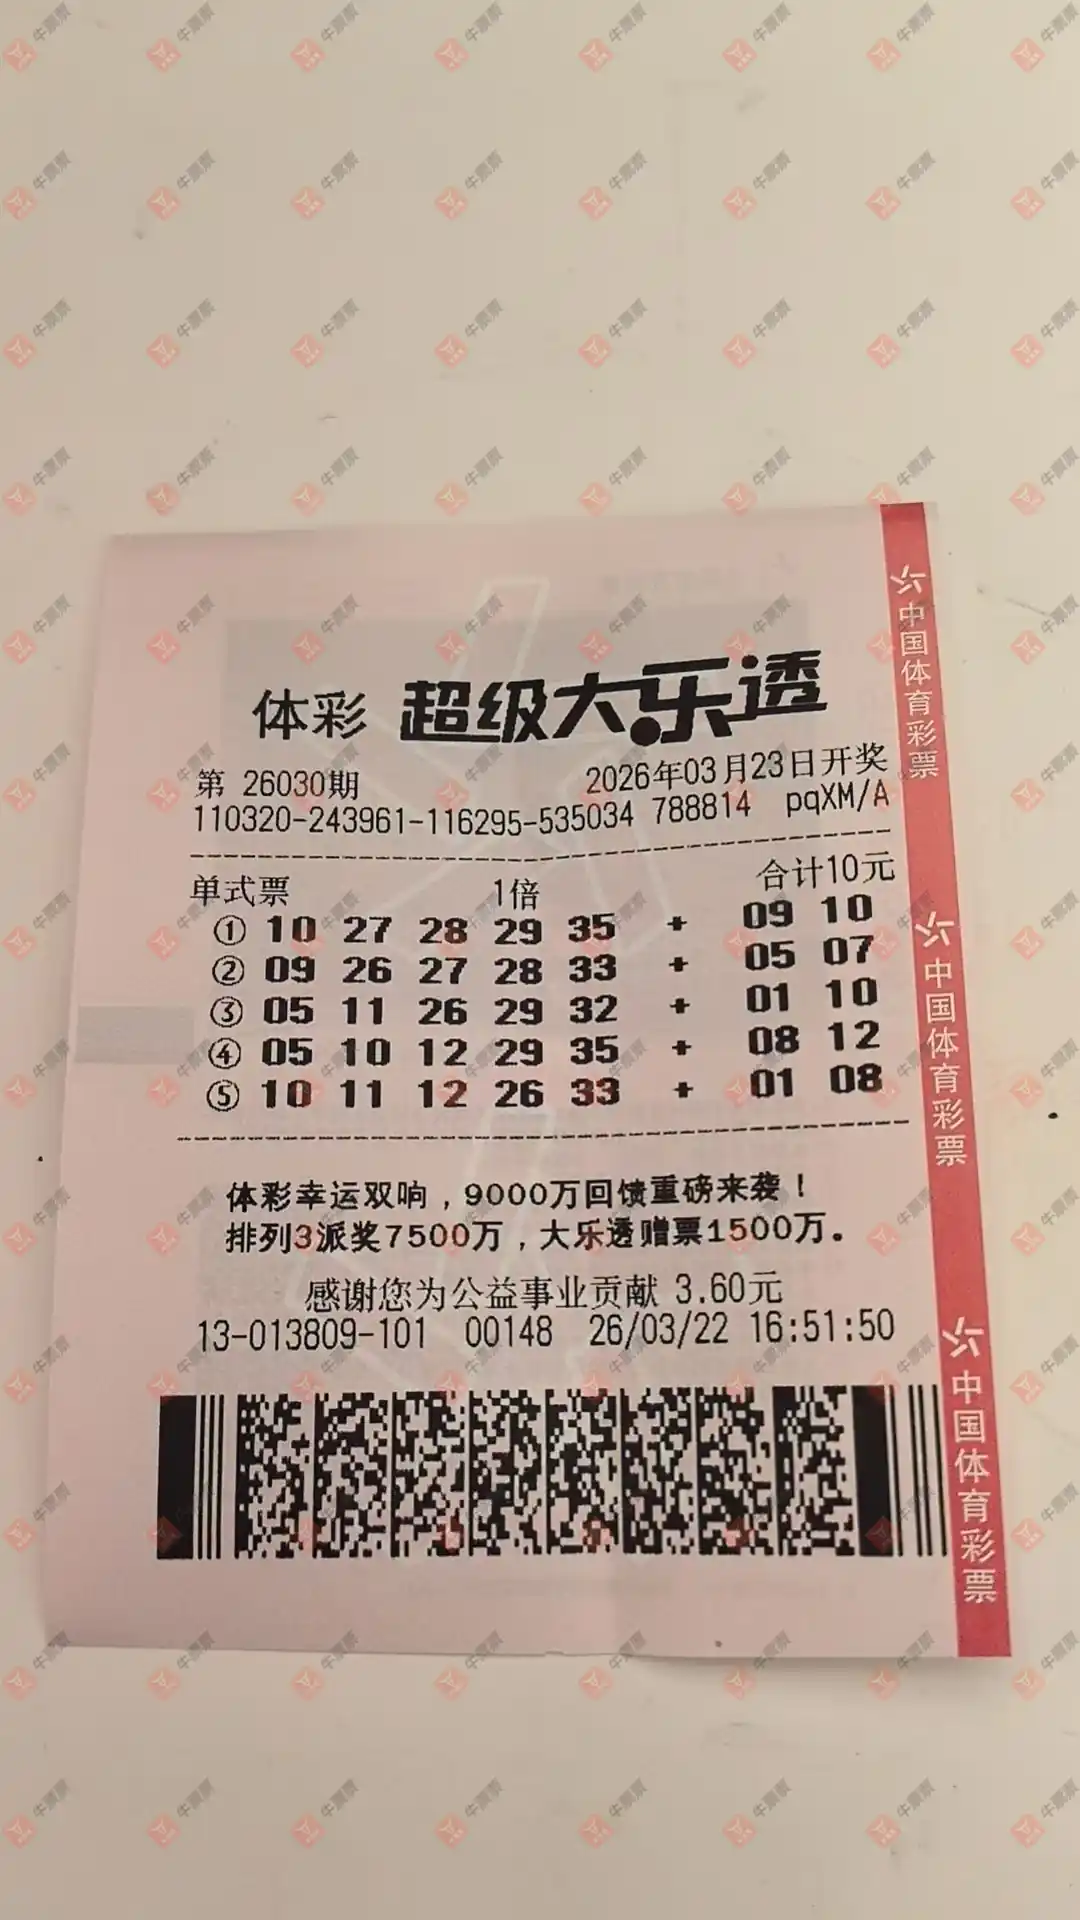 体彩 超级大乐透
第 26030期 2026年03月23日开奖
110320-243961-116295-535034 788814 pqXM/A
单式票 1倍 合计10元
① 10 27 28 29 35 + 09 10
② 09 26 27 28 33 + 05 07
③ 05 11 26 29 32 + 01 10
④ 05 10 12 29 35 + 08 12
⑤ 10 11 12 26 33 + 01 08
体彩幸运双响，9000万回馈重磅来袭！
排列3派奖7500万，大乐透赠票1500万。
感谢您为公益事业贡献 3.60元
13-013809-101 00148 26/03/22 16:51:50
中国体育彩票
中国体育彩票
中国体育彩票
牛票票